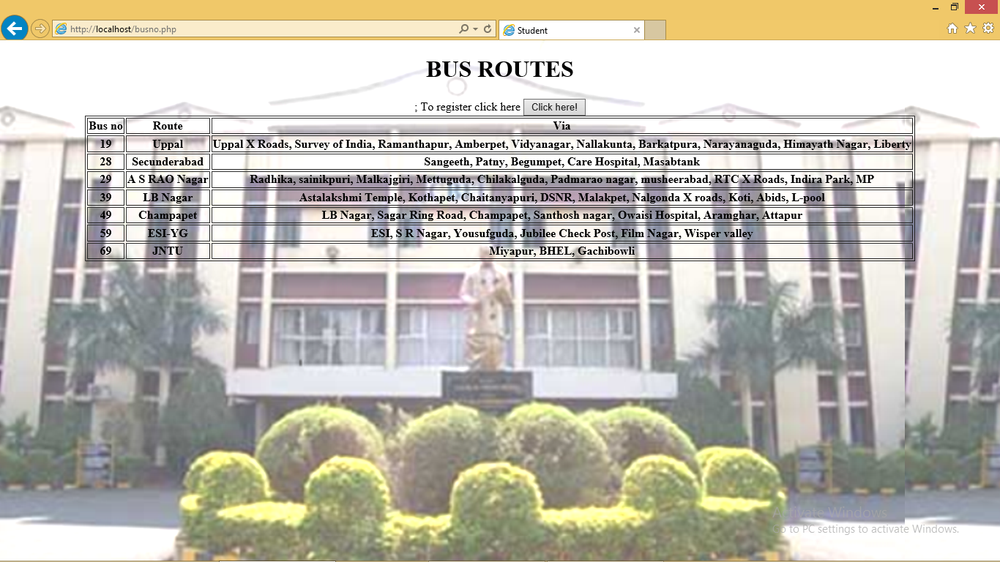 http://localhost/busno.php
Student
BUS ROUTES
; To register click here Click here!
Bus no Route Via
19 Uppal Uppal X Roads, Survey of India, Ramanthapur, Amberpet, Vidyanagar, Nallakunta, Barkatpura, Narayanaguda, Himayath Nagar, Liberty
28 Secunderabad Sangeeth, Patny, Begumpet, Care Hospital, Masabtank
29 A S RAO Nagar Radhika, sainikpuri, Malkajgiri, Mettuguda, Chilakalguda, Padmarao nagar, musheerabad, RTC X Roads, Indira Park, MP
39 LB Nagar Astalakshmi Temple, Kothapet, Chaitanyapuri, DSNR, Malakpet, Nalgonda X roads, Koti, Abids, L-pool
49 Champapet LB Nagar, Sagar Ring Road, Champapet, Santhosh nagar, Owaisi Hospital, Aramghar, Attapur
59 ESI-YG ESI, S R Nagar, Yousufguda, Jubilee Check Post, Film Nagar, Wisper valley
69 JNTU Miyapur, BHEL, Gachibowli
Activate Windows
Go to PC settings to activate Windows.